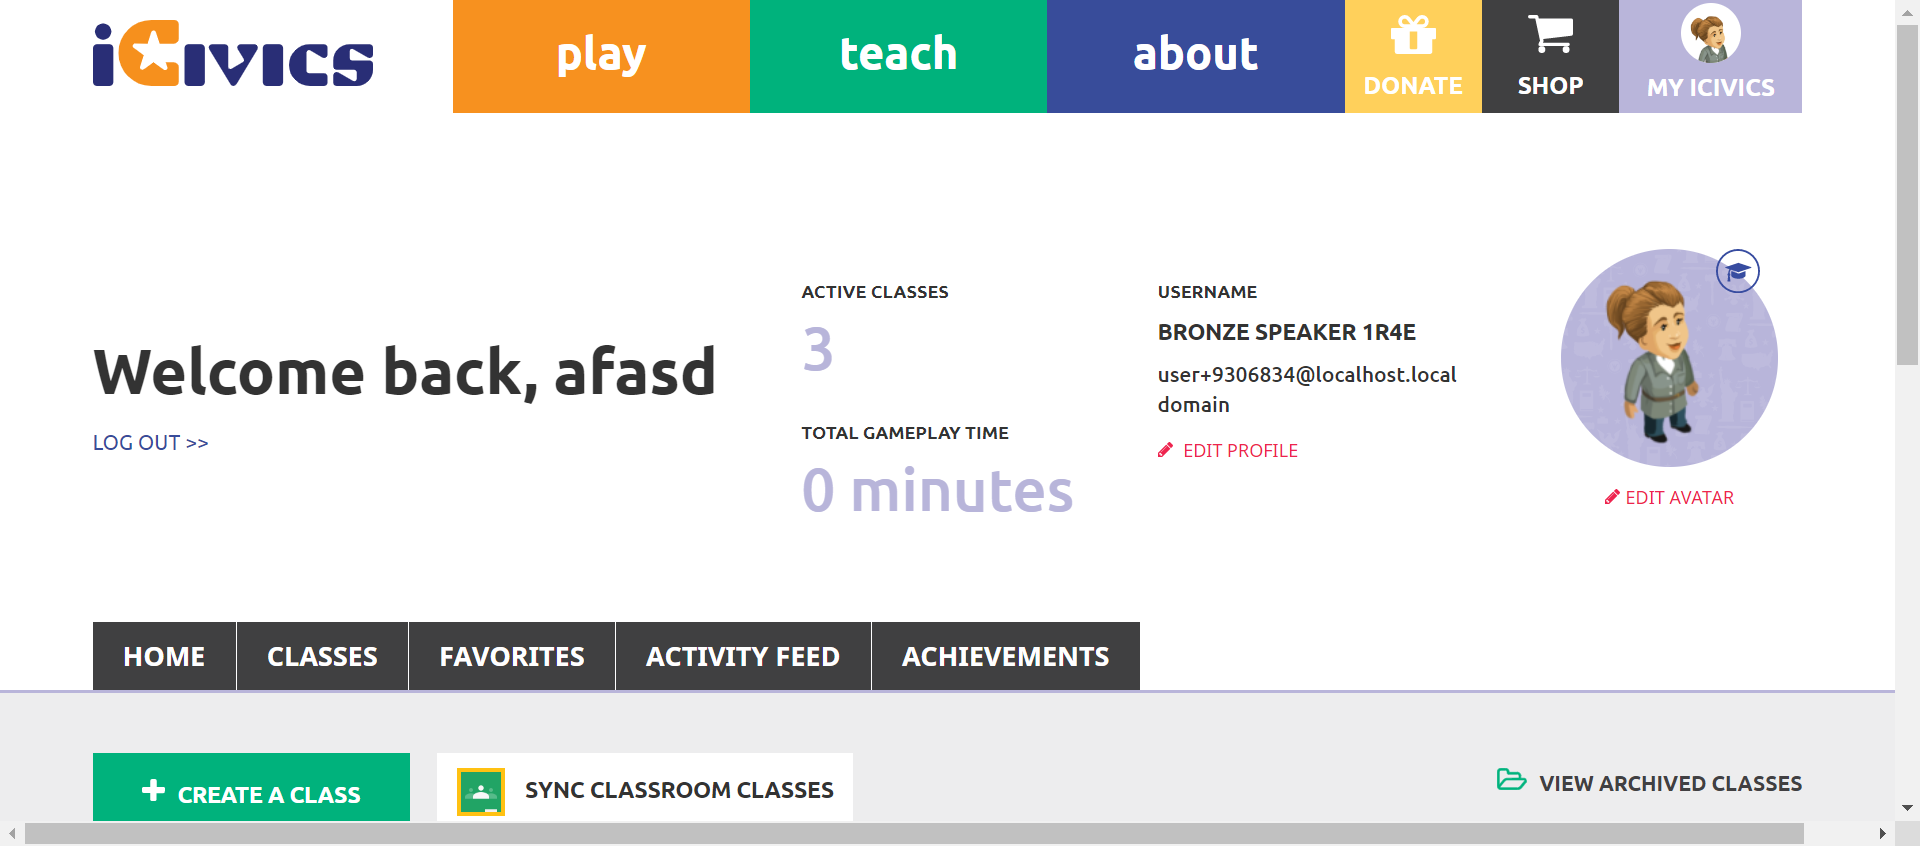 iCivics
play
teach
about
DONATE
SHOP
MY ICIVICS
Welcome back, afasd
LOG OUT >>
ACTIVE CLASSES
3
TOTAL GAMEPLAY TIME
0 minutes
USERNAME
BRONZE SPEAKER 1R4E
user+9306834@localhost.local
domain
EDIT PROFILE
EDIT AVATAR
HOME
CLASSES
FAVORITES
ACTIVITY FEED
ACHIEVEMENTS
CREATE A CLASS
SYNC CLASSROOM CLASSES
VIEW ARCHIVED CLASSES